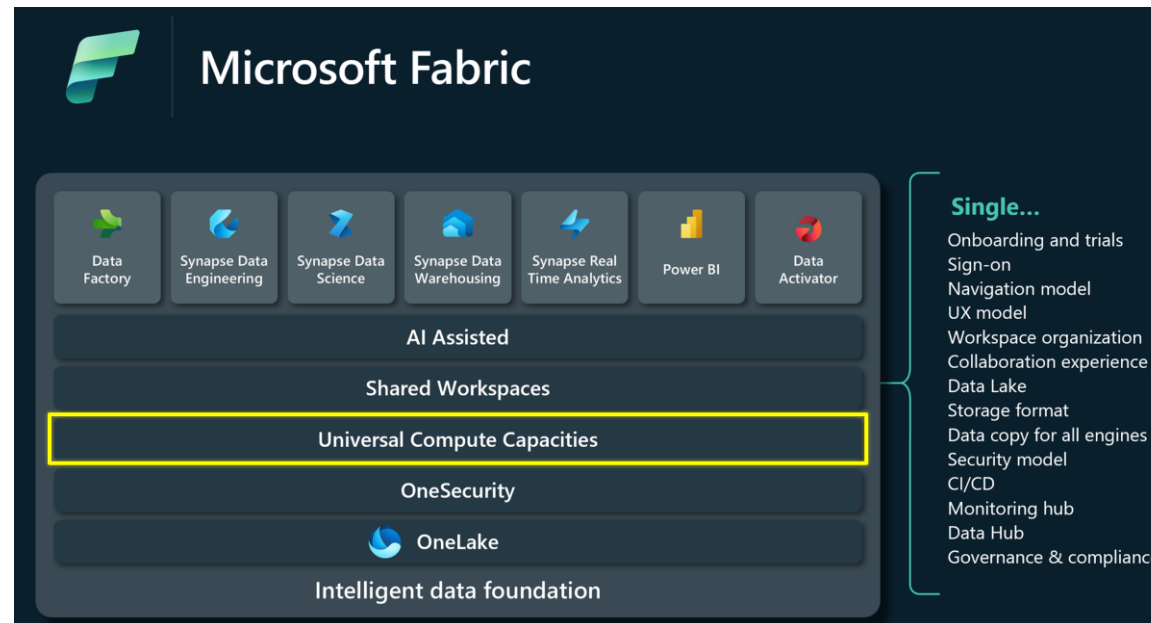 Microsoft Fabric
Data
Factory
Synapse Data
Engineering
Synapse Data
Science
Synapse Data
Warehousing
Synapse Real
Time Analytics
Power BI
Data
Activator
AI Assisted
Shared Workspaces
Universal Compute Capacities
OneSecurity
OneLake
Intelligent data foundation
Single...
Onboarding and trials
Sign-on
Navigation model
UX model
Workspace organization
Collaboration experience
Data Lake
Storage format
Data copy for all engines
Security model
CI/CD
Monitoring hub
Data Hub
Governance & complianc